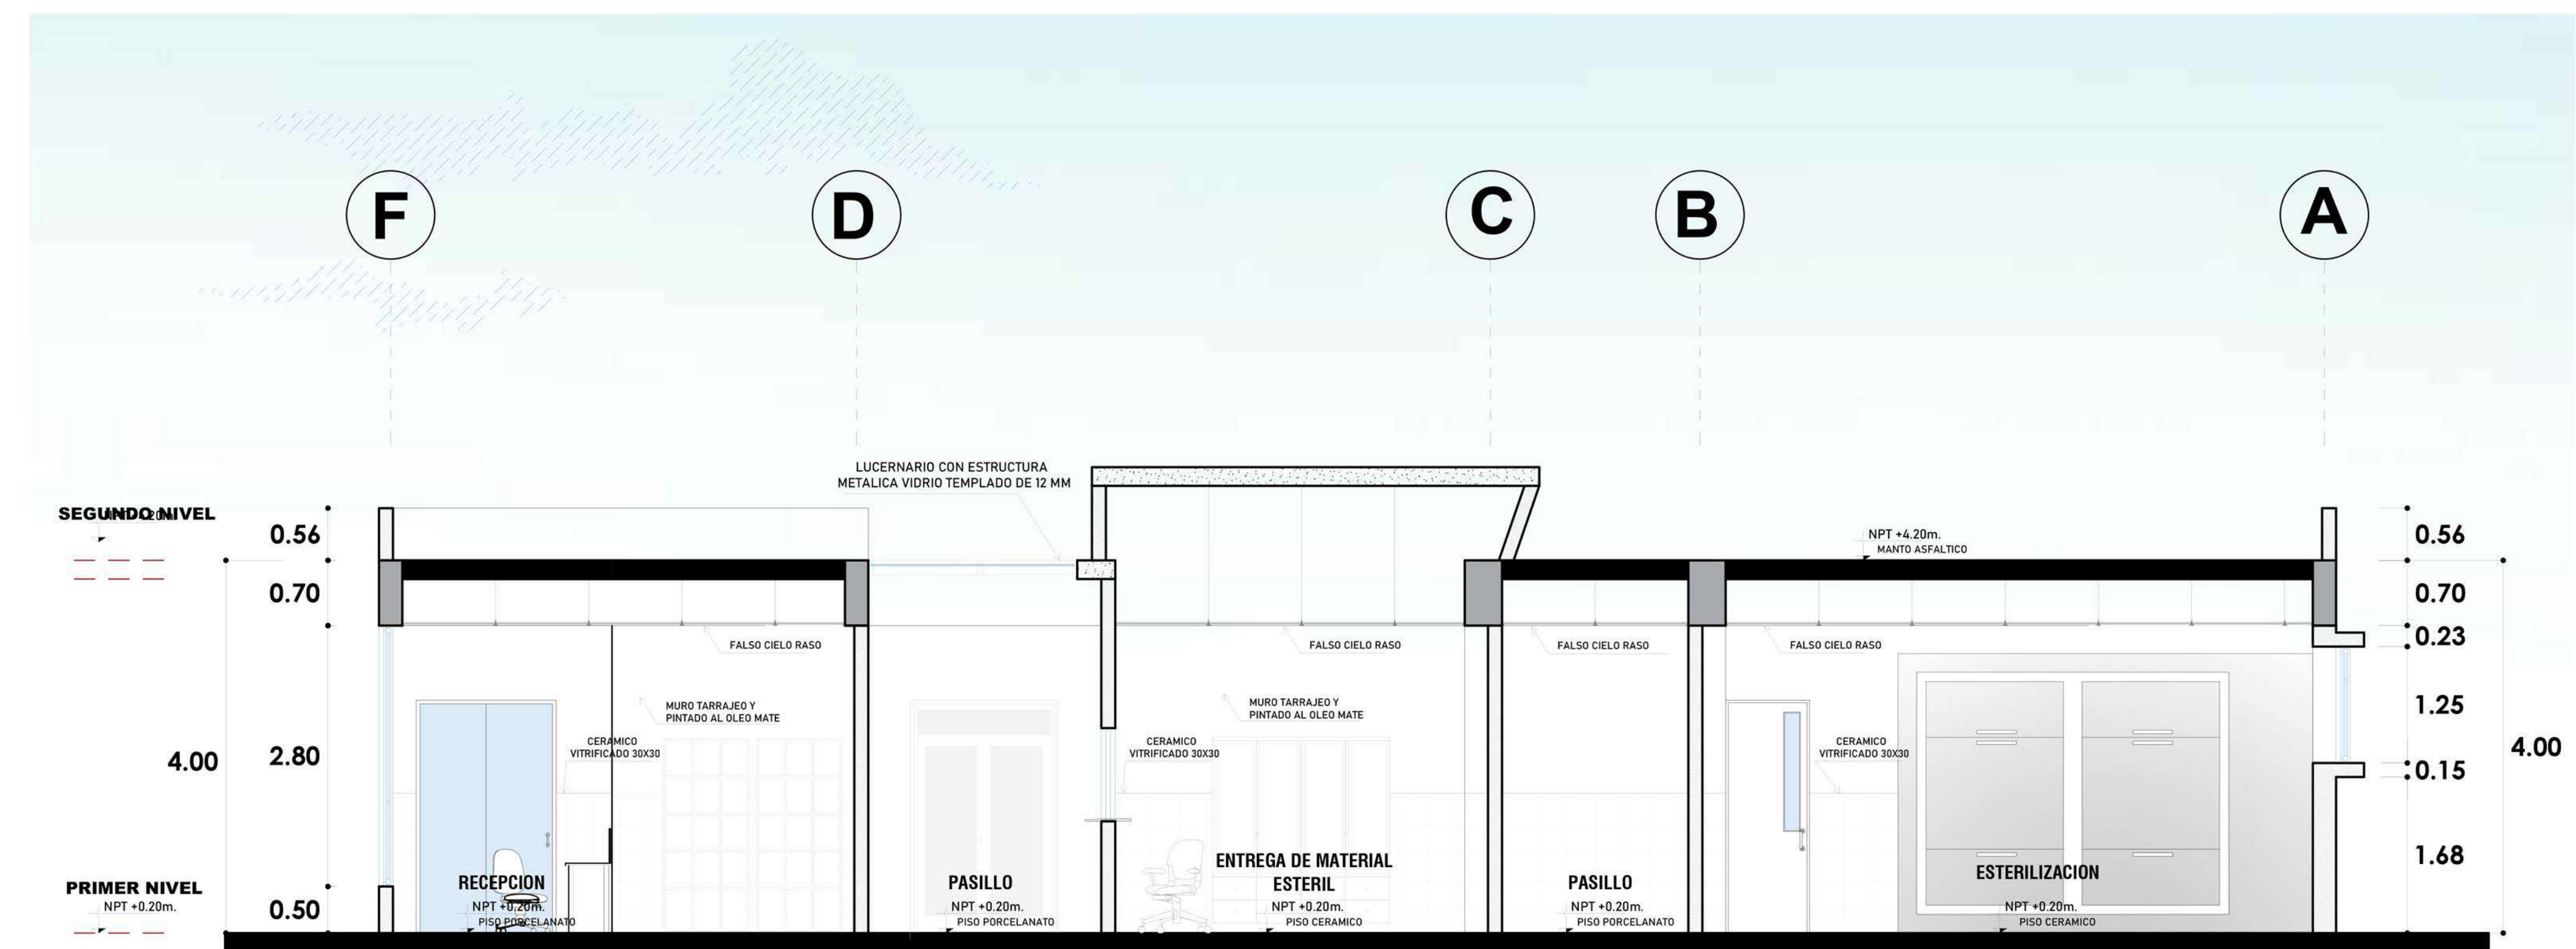 F
D
C
B
A
LUCERNARIO CON ESTRUCTURA
METALICA VIDRIO TEMPLADO DE 12 MM
SEGUNDO NIVEL
0.56
0.70
2.80
0.50
4.00
PRIMER NIVEL
NPT +0.20m.
NPT +4.20m.
MANTO ASFALTICO
FALSO CIELO RASO
FALSO CIELO RASO
FALSO CIELO RASO
FALSO CIELO RASO
MURO TARRAJEO Y
PINTADO AL OLEO MATE
MURO TARRAJEO Y
PINTADO AL OLEO MATE
CERAMICO
VITRIFICADO 30X30
CERAMICO
VITRIFICADO 30X30
CERAMICO
VITRIFICADO 30X30
RECEPCION
NPT +0.20m.
PISO PORCELANATO
PASILLO
NPT +0.20m.
PISO PORCELANATO
ENTREGA DE MATERIAL
ESTERIL
NPT +0.20m.
PISO CERAMICO
PASILLO
NPT +0.20m.
PISO PORCELANATO
ESTERILIZACION
NPT +0.20m.
PISO CERAMICO
0.56
0.70
0.23
1.25
0.15
1.68
4.00